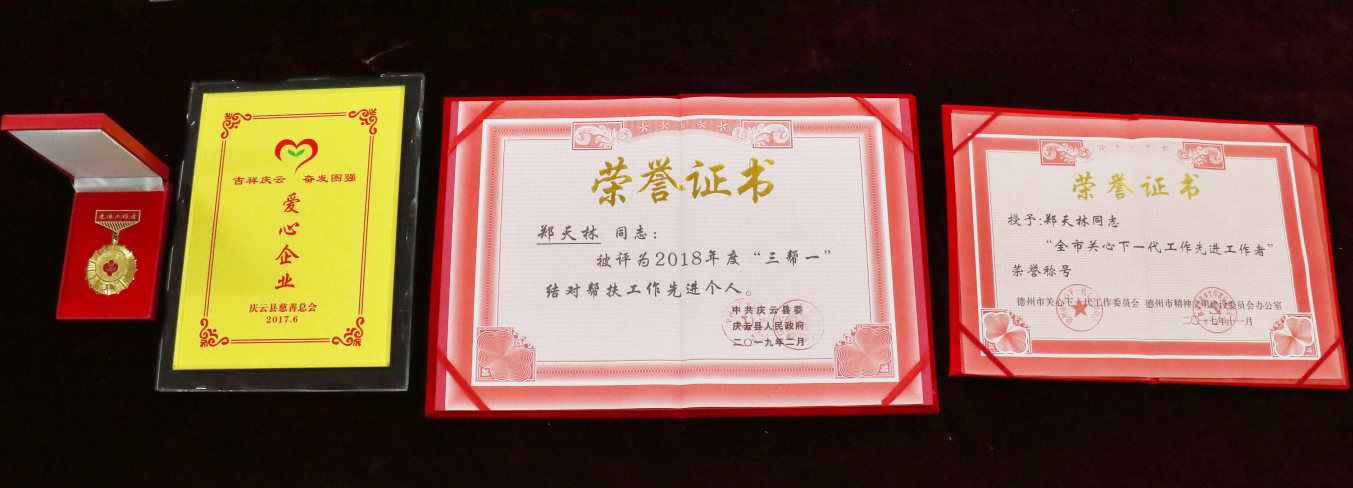 先进工作者
吉祥庆云 奋发图强
爱心企业
庆云县慈善总会
2017.6
荣誉证书
郑天林 同志：
被评为2018年度“三帮一”
结对帮扶工作先进个人。
中共庆云县委
庆云县人民政府
二〇一九年二月
荣誉证书
授予:郑天林同志
“全市关心下一代工作先进工作者”
荣誉称号
德州市关心下一代工作委员会 德州市精神文明建设委员会办公室
二〇一七年十一月